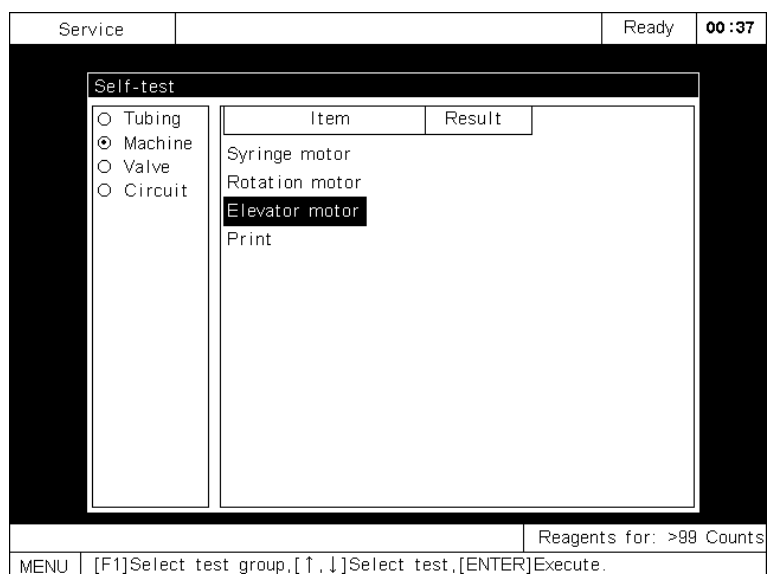 Service Ready 00:37
Self-test
Tubing
Machine
Valve
Circuit
Item Result
Syringe motor
Rotation motor
Elevator motor
Print
Reagents for: >99 Counts
MENU [F1]Select test group,[↑,↓]Select test,[ENTER]Execute.